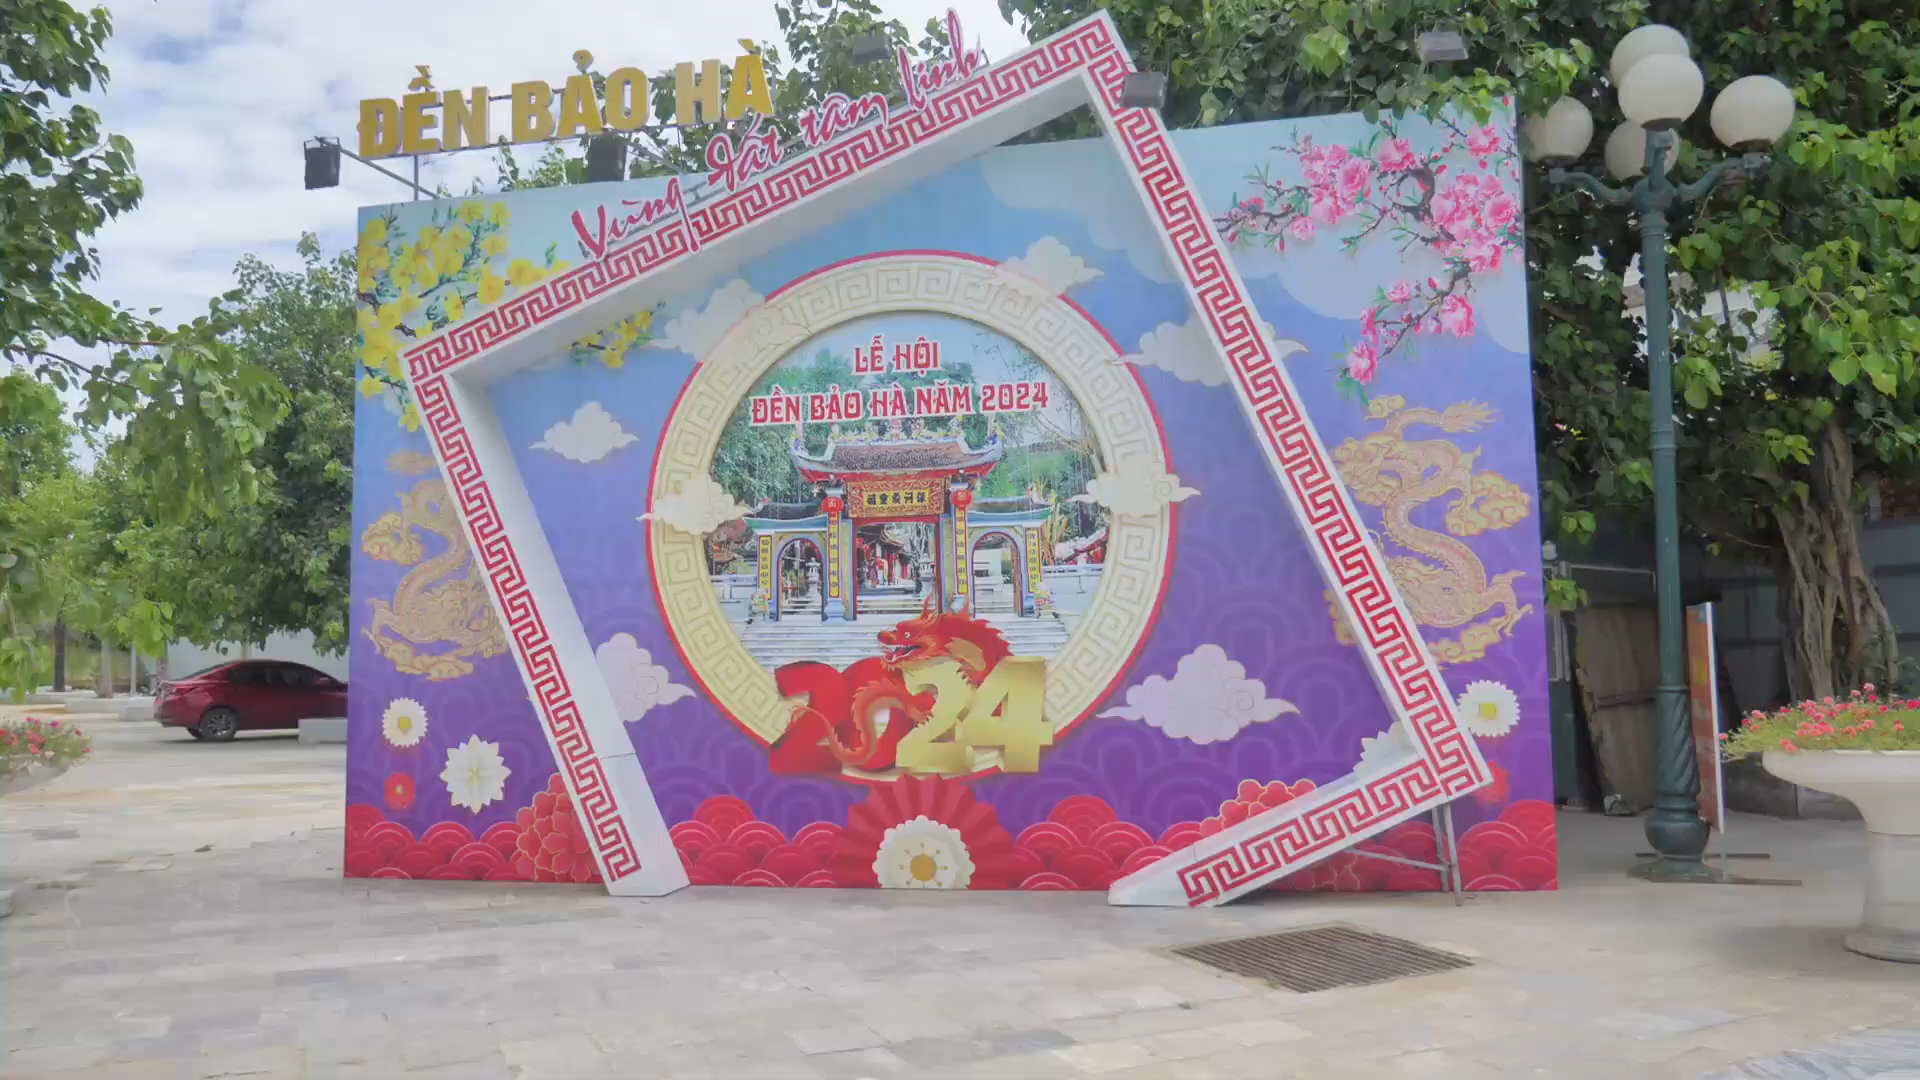 ĐỀN BẢO HÀ
Vùng đất tâm linh
LỄ HỘI
ĐỀN BẢO HÀ NĂM 2024
2024